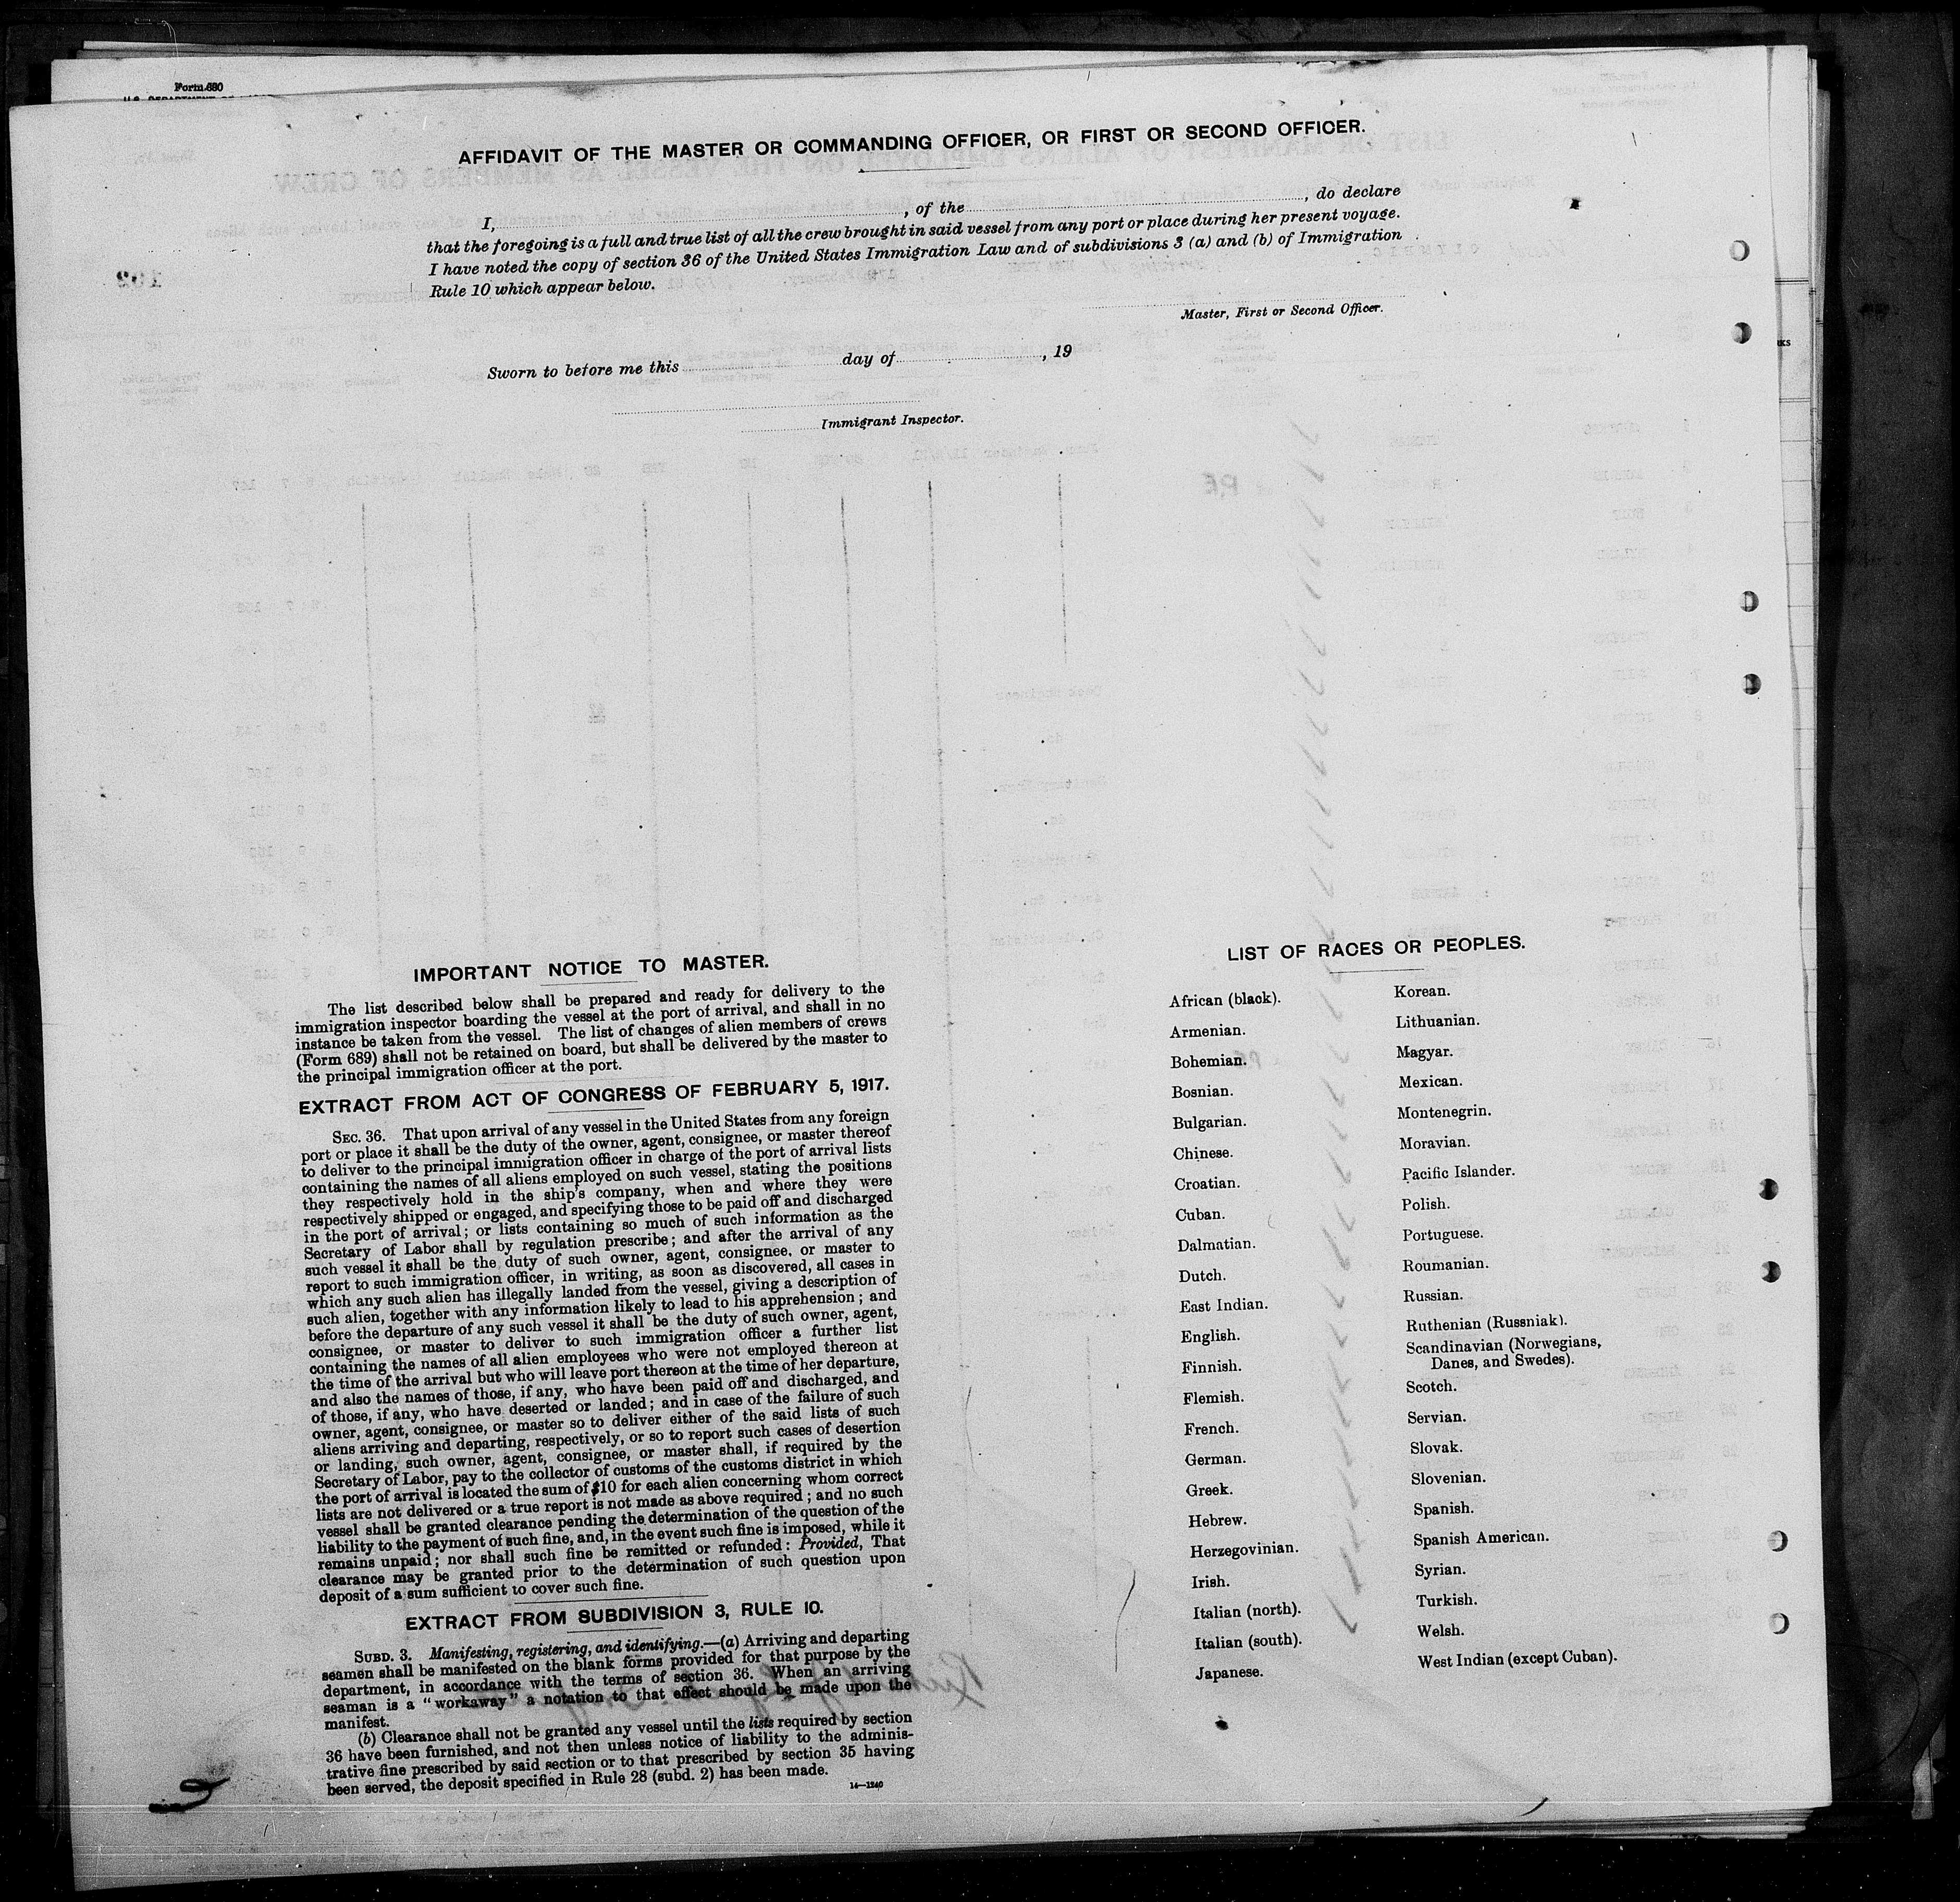 Form 680
AFFIDAVIT OF THE MASTER OR COMMANDING OFFICER, OR FIRST OR SECOND OFFICER.
I, , of the , do declare
that the foregoing is a full and true list of all the crew brought in said vessel from any port or place during her present voyage.
I have noted the copy of section 36 of the United States Immigration Law and of subdivisions 3 (a) and (b) of Immigration
Rule 10 which appear below.
Master, First or Second Officer.
Sworn to before me this day of , 19
Immigrant Inspector.
IMPORTANT NOTICE TO MASTER.
The list described below shall be prepared and ready for delivery to the
immigration inspector boarding the vessel at the port of arrival, and shall in no
instance be taken from the vessel. The list of changes of alien members of crews
(Form 689) shall not be retained on board, but shall be delivered by the master to
the principal immigration officer at the port.
EXTRACT FROM ACT OF CONGRESS OF FEBRUARY 5, 1917.
SEC. 36. That upon arrival of any vessel in the United States from any foreign
port or place it shall be the duty of the owner, agent, consignee, or master thereof
to deliver to the principal immigration officer in charge of the port of arrival lists
containing the names of all aliens employed on such vessel, stating the positions
they respectively hold in the ship's company, when and where they were
respectively shipped or engaged, and specifying those to be paid off and discharged
in the port of arrival; or lists containing so much of such information as the
Secretary of Labor shall by regulation prescribe; and after the arrival of any
such vessel it shall be the duty of such owner, agent, consignee, or master to
report to such immigration officer, in writing, as soon as discovered, all cases in
which any such alien has illegally landed from the vessel, giving a description of
such alien, together with any information likely to lead to his apprehension; and
before the departure of any such vessel it shall be the duty of such owner, agent,
consignee, or master to deliver to such immigration officer a further list
containing the names of all alien employees who were not employed thereon at
the time of the arrival but who will leave port thereon at the time of her departure,
and also the names of those, if any, who have been paid off and discharged, and
of those, if any, who have deserted or landed; and in case of the failure of such
owner, agent, consignee, or master so to deliver either of the said lists of such
aliens arriving and departing, respectively, or so to report such cases of desertion
or landing, such owner, agent, consignee, or master shall, if required by the
Secretary of Labor, pay to the collector of customs of the customs district in which
the port of arrival is located the sum of $10 for each alien concerning whom correct
lists are not delivered or a true report is not made as above required; and no such
vessel shall be granted clearance pending the determination of the question of the
liability to the payment of such fine, and, in the event such fine is imposed, while it
remains unpaid; nor shall such fine be remitted or refunded: Provided, That
clearance may be granted prior to the determination of such question upon
deposit of a sum sufficient to cover such fine.
EXTRACT FROM SUBDIVISION 3, RULE 10.
SUBD. 3. Manifesting, registering, and identifying.—(a) Arriving and departing
seamen shall be manifested on the blank forms provided for that purpose by the
department, in accordance with the terms of section 36. When an arriving
seaman is a "workaway" a notation to that effect should be made upon the
manifest.
(b) Clearance shall not be granted any vessel until the lists required by section
36 have been furnished, and not then unless notice of liability to the adminis-
trative fine prescribed by said section or to that prescribed by section 35 having
been served, the deposit specified in Rule 28 (subd. 2) has been made.
14—1240
LIST OF RACES OR PEOPLES.
African (black).
Armenian.
Bohemian.
Bosnian.
Bulgarian.
Chinese.
Croatian.
Cuban.
Dalmatian.
Dutch.
East Indian.
English.
Finnish.
Flemish.
French.
German.
Greek.
Hebrew.
Herzegovinian.
Irish.
Italian (north).
Italian (south).
Japanese.
Korean.
Lithuanian.
Magyar.
Mexican.
Montenegrin.
Moravian.
Pacific Islander.
Polish.
Portuguese.
Roumanian.
Russian.
Ruthenian (Russniak).
Scandinavian (Norwegians,
Danes, and Swedes).
Scotch.
Servian.
Slovak.
Slovenian.
Spanish.
Spanish American.
Syrian.
Turkish.
Welsh.
West Indian (except Cuban).